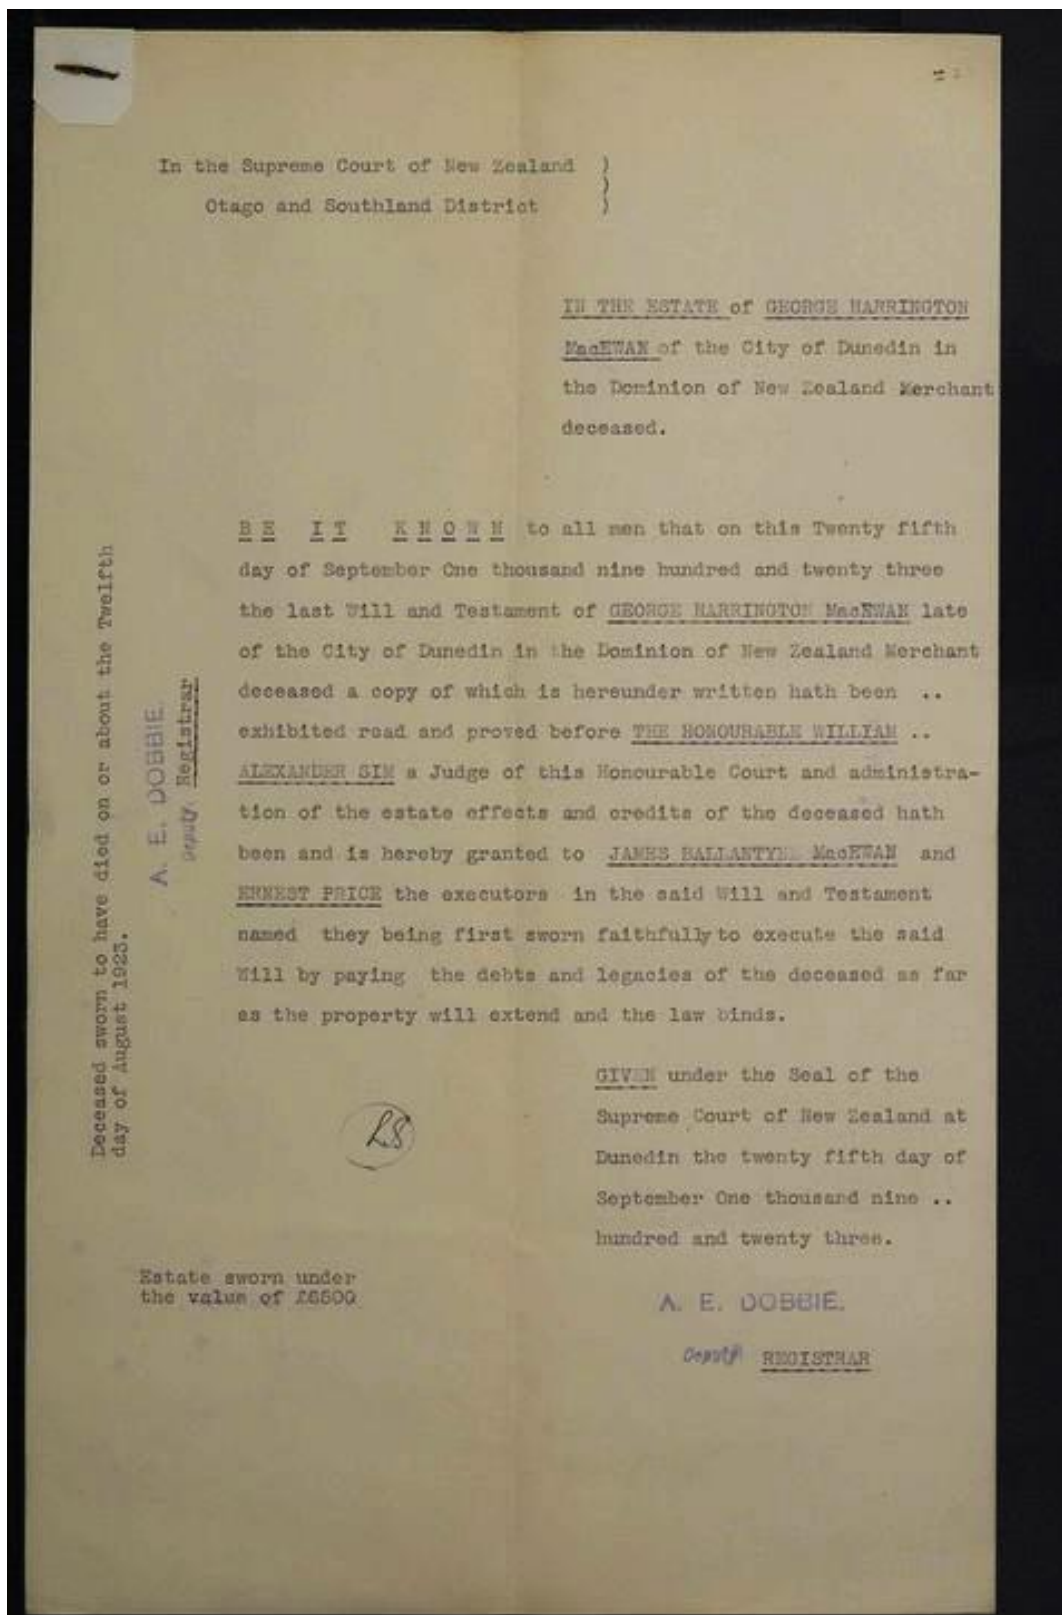 In the Supreme Court of New Zealand )
)
Otago and Southland District )
IN THE ESTATE of GEORGE HARRINGTON
MacEWAN of the City of Dunedin in
the Dominion of New Zealand Merchant
deceased.
BE IT KNOWN to all men that on this Twenty fifth
day of September One thousand nine hundred and twenty three
the last Will and Testament of GEORGE HARRINGTON MacEWAN late
of the City of Dunedin in the Dominion of New Zealand Merchant
deceased a copy of which is hereunder written hath been ..
exhibited read and proved before THE HONOURABLE WILLIAM ..
ALEXANDER SIM a Judge of this Honourable Court and administra-
tion of the estate effects and credits of the deceased hath
been and is hereby granted to JAMES BALLANTYNE MacEWAN and
ERNEST PRICE the executors in the said Will and Testament
named they being first sworn faithfully to execute the said
Will by paying the debts and legacies of the deceased as far
as the property will extend and the law binds.
GIVEN under the Seal of the
Supreme Court of New Zealand at
Dunedin the twenty fifth day of
September One thousand nine ..
hundred and twenty three.
LS
Estate sworn under
the value of £6500
A. E. DOBBIE.
Deputy REGISTRAR
Deceased sworn to have died on or about the Twelfth
day of August 1923.
A. E. DOBBIE.
Deputy Registrar